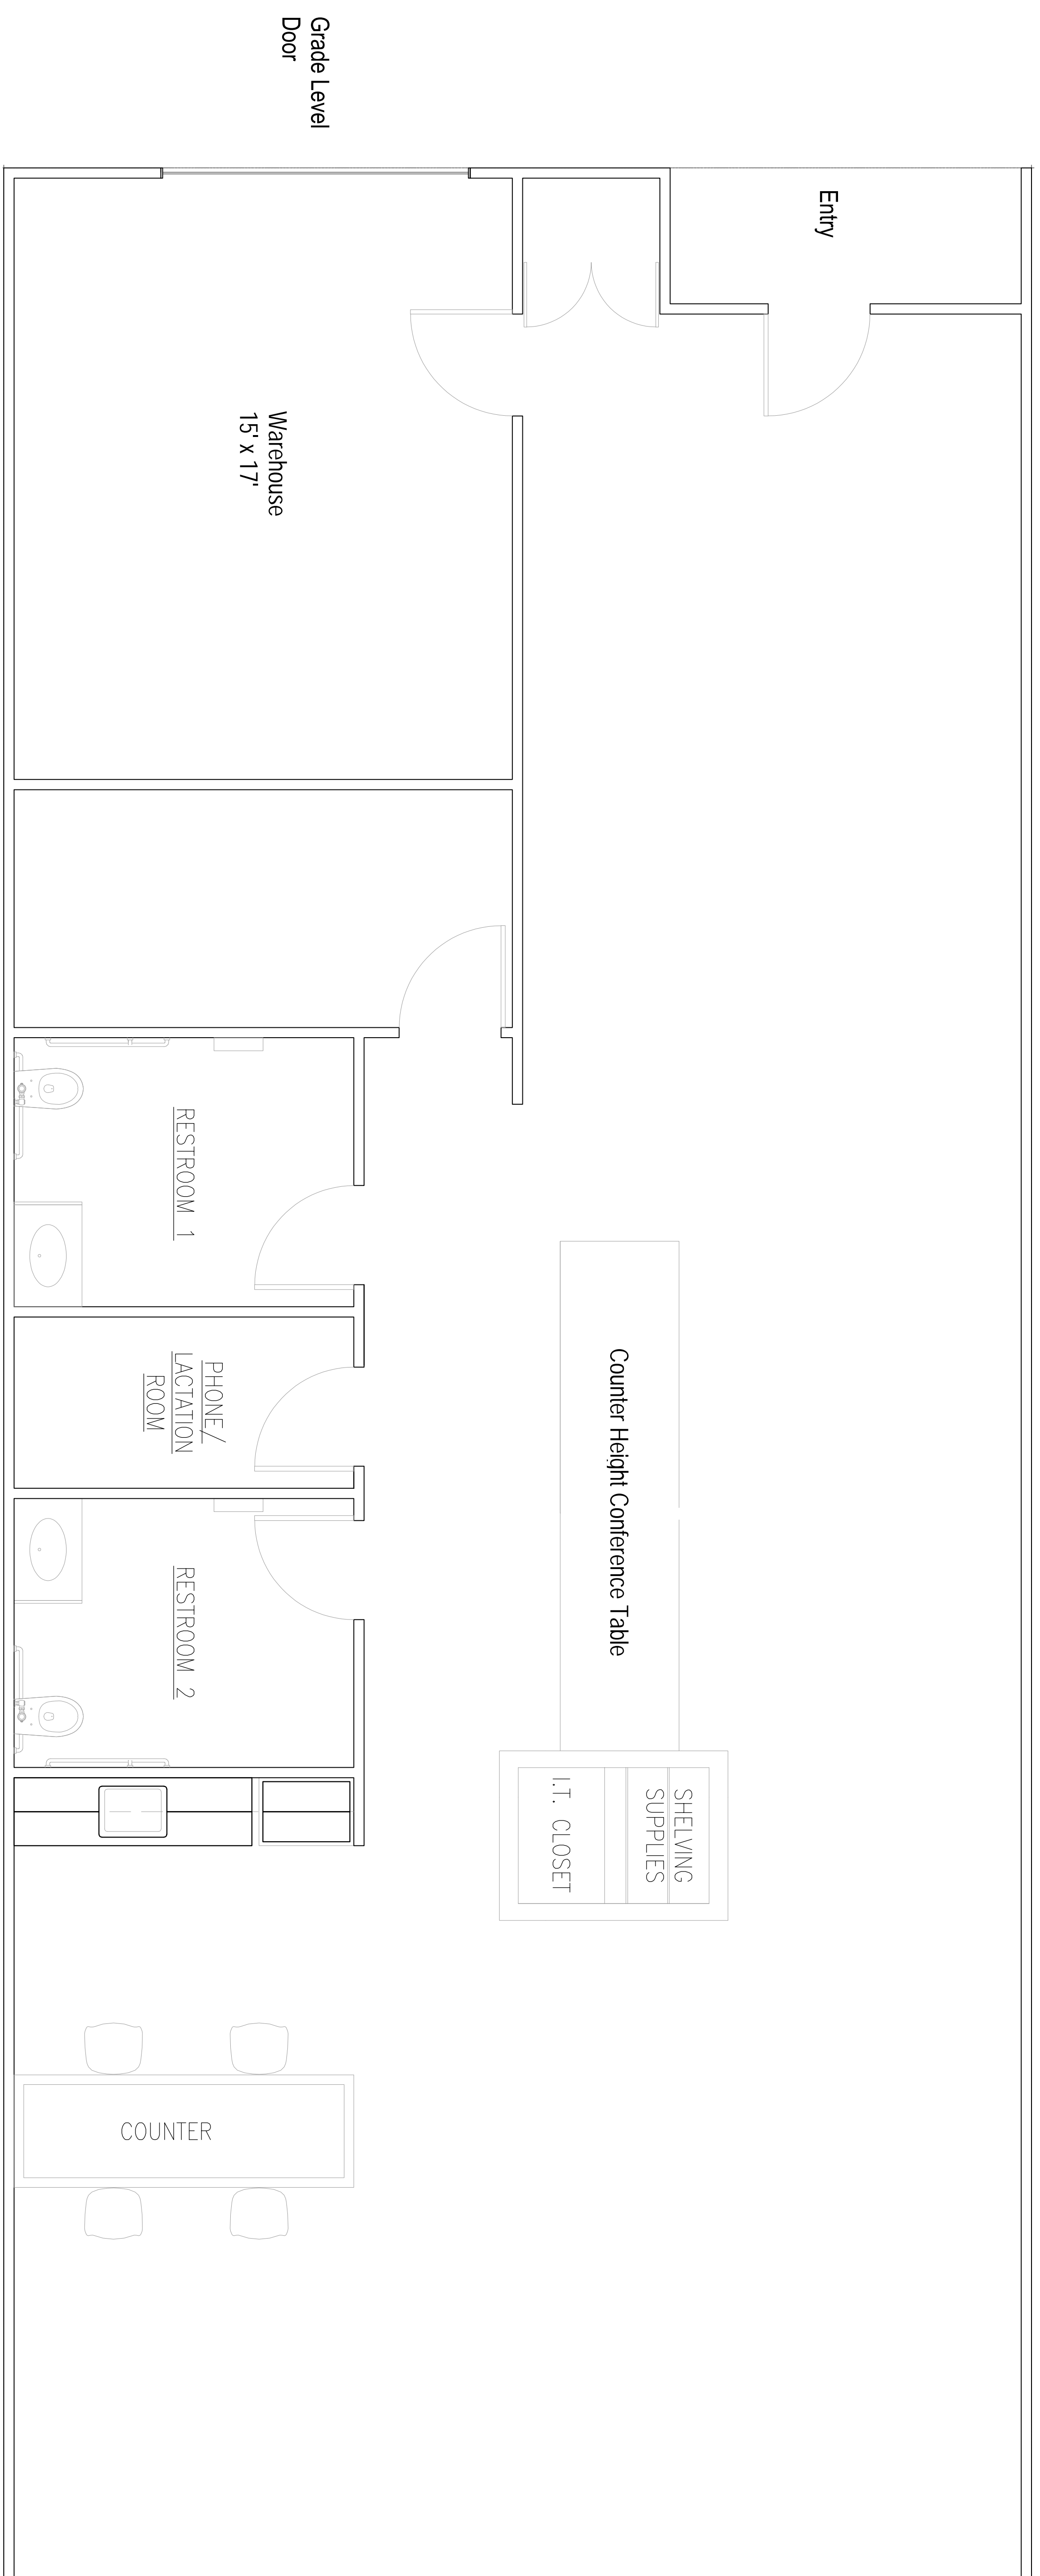 Grade Level
Door
Entry
Warehouse
15' x 17'
RESTROOM 1
PHONE/
LACTATION
ROOM
Counter Height Conference Table
RESTROOM 2
SHELVING
SUPPLIES
I.T. CLOSET
COUNTER